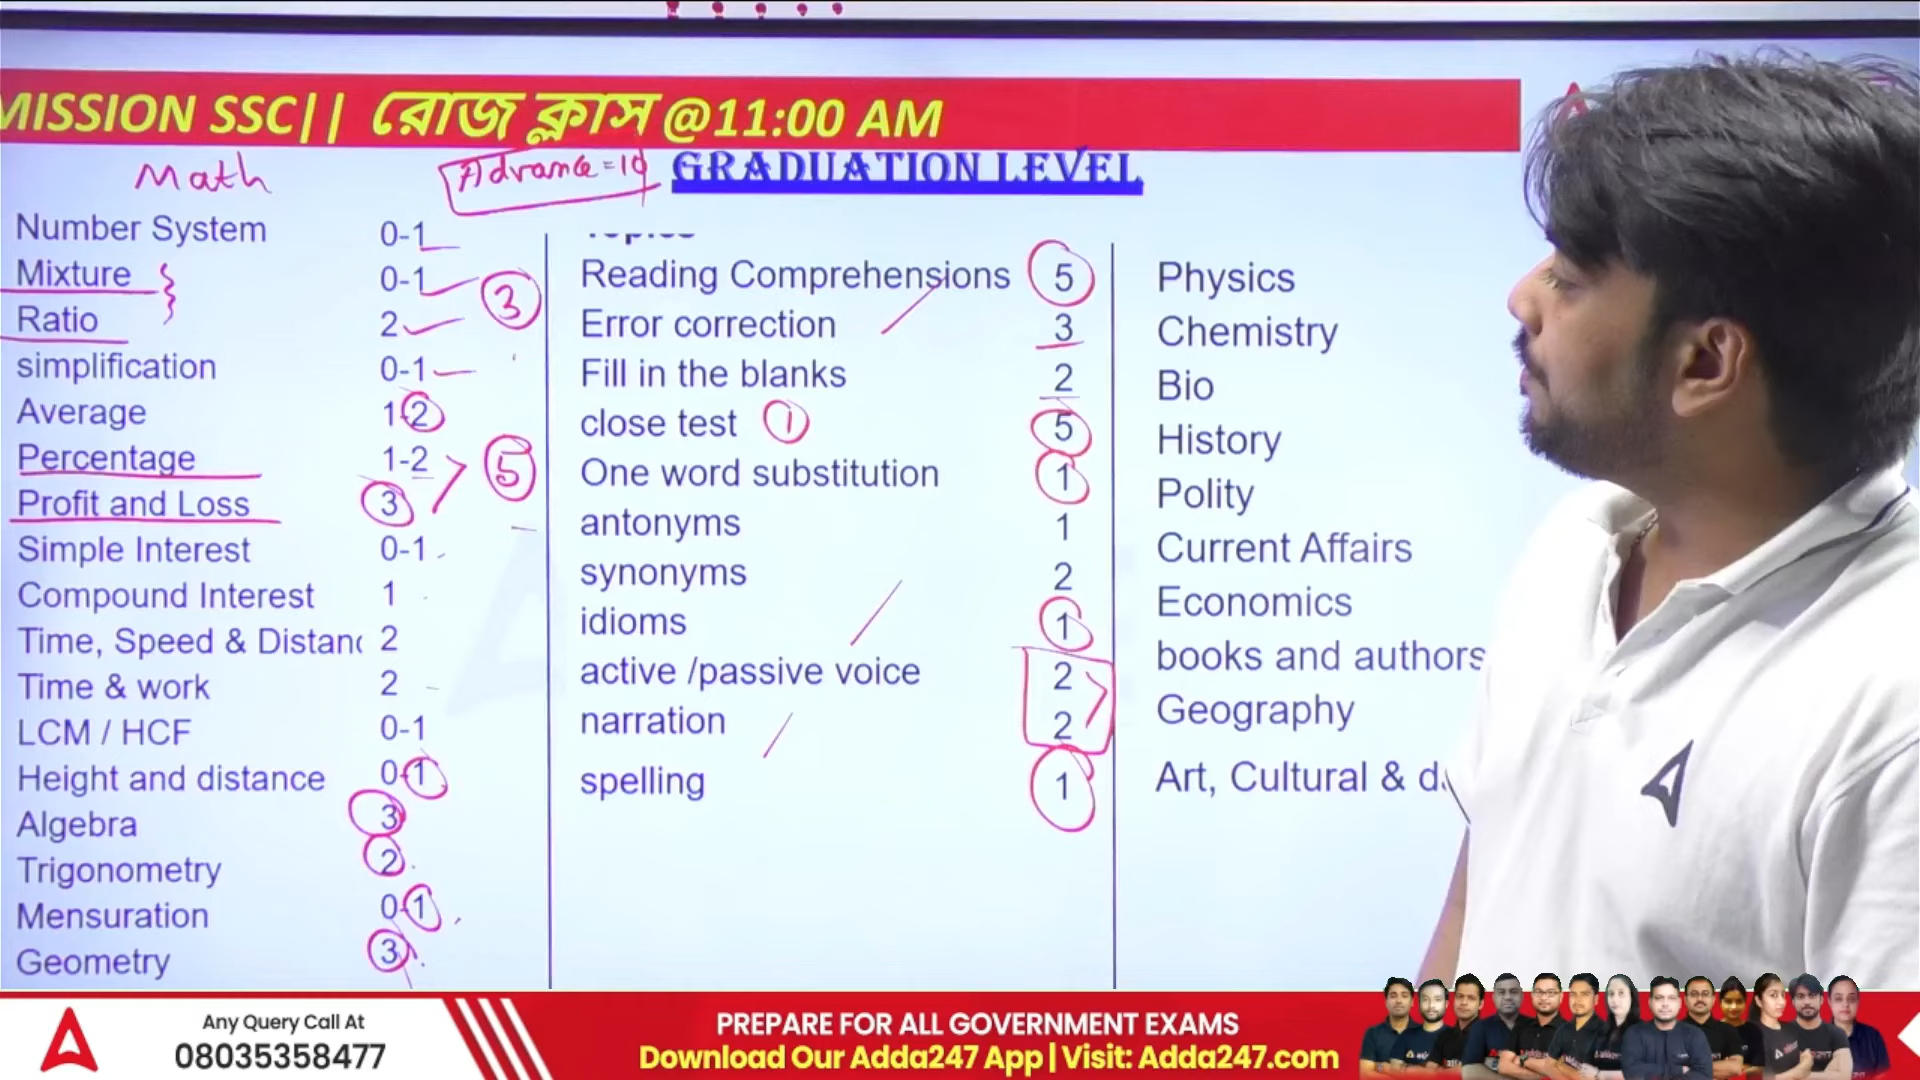 MISSION SSC|| রোজ ক্লাস @11:00 AM
Math
Advance=10
GRADUATION LEVEL
Number System 0-1
Mixture 0-1
3
Ratio 2
simplification 0-1
Average 1-2
Percentage 1-2
5
Profit and Loss 3
Simple Interest 0-1
Compound Interest 1
Time, Speed & Distanc 2
Time & work 2
LCM / HCF 0-1
Height and distance 0-1
Algebra 3
Trigonometry 2
Mensuration 0-1
Geometry 3
Reading Comprehensions 5
Error correction 3
Fill in the blanks 2
close test 1 5
One word substitution 1
antonyms 1
synonyms 2
idioms 1
active /passive voice 2
narration 2
spelling 1
Physics
Chemistry
Bio
History
Polity
Current Affairs
Economics
books and authors
Geography
Art, Cultural &
Any Query Call At
08035358477
PREPARE FOR ALL GOVERNMENT EXAMS
Download Our Adda247 App | Visit: Adda247.com